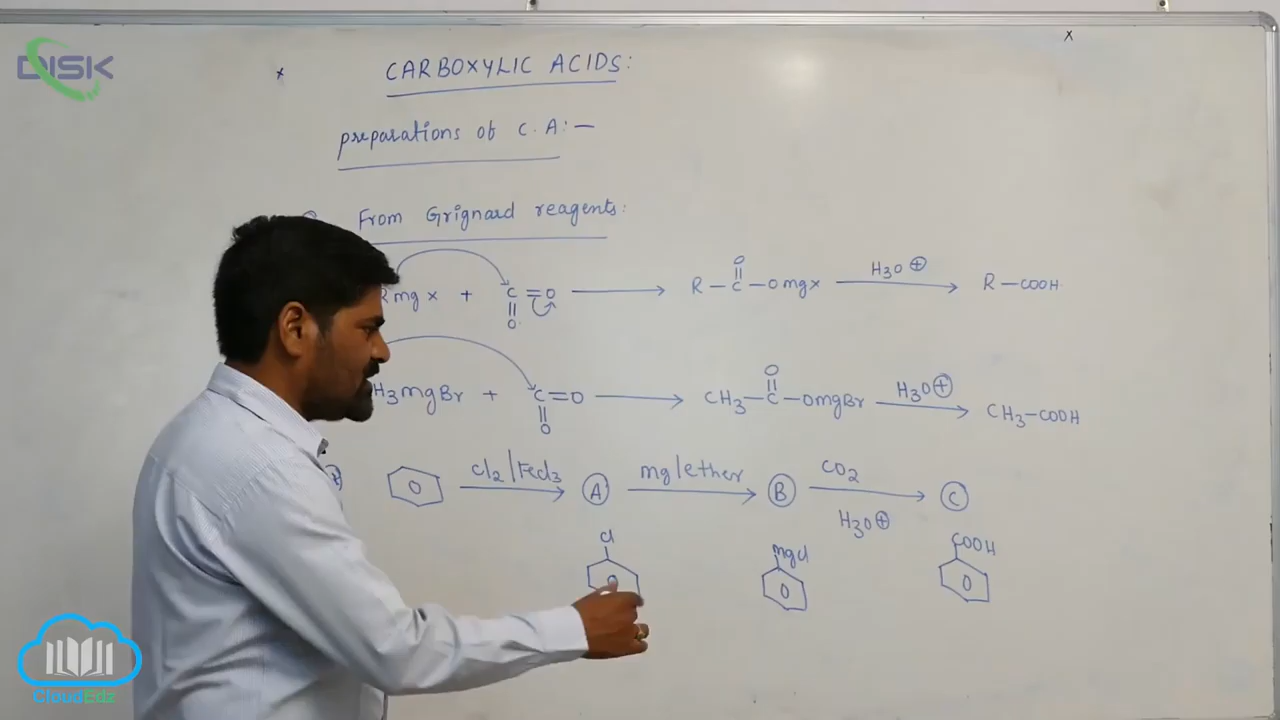 DISK
x
x
CARBOXYLIC ACIDS:
preparations of C.A:—
From Grignard reagents:
Rmgx + C=O || O → R–C(=O)–Omgx H3O⊕ → R–COOH
H3mgBr + C=O || O → CH3–C(=O)–OmgBr H3O⊕ → CH3–COOH
Cl2/Fecl3 → A mg/ether → B CO2 H3O⊕ → C
Cl
mgcl
COOH
CloudEdz